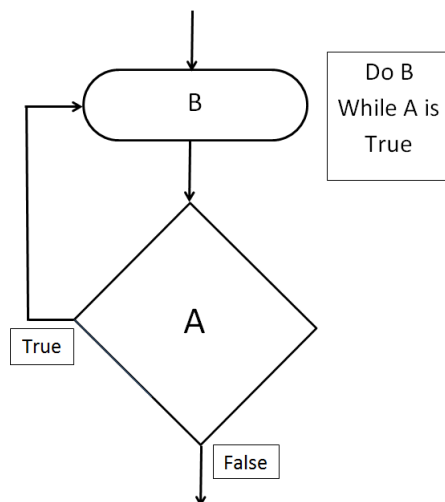 B
Do B
While A is
True
A
True
False